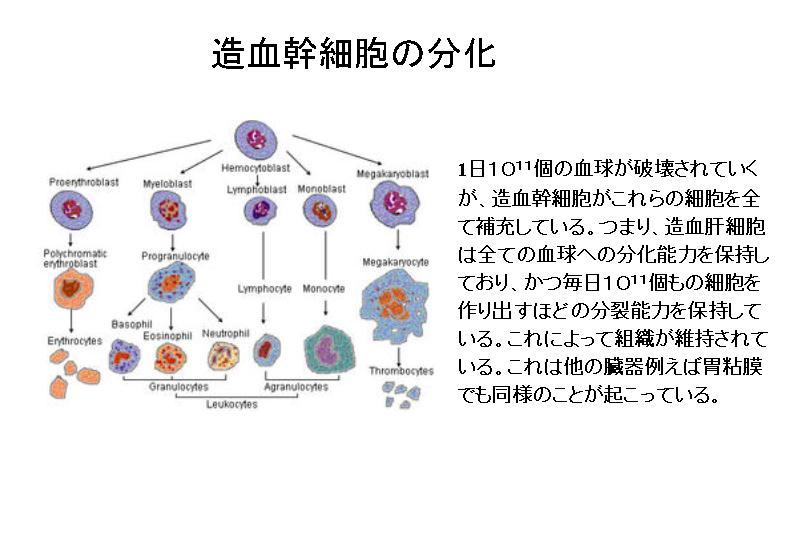 造血幹細胞の分化
Hemocytoblast
Proerythroblast
Myeloblast
Lymphoblast
Monoblast
Megakaryoblast
Polychromatic
erythroblast
Progranulocyte
Megakaryocyte
Lymphocyte
Monocyte
Basophil
Eosinophil
Neutrophil
Erythrocytes
Thrombocytes
Granulocytes
Agranulocytes
Leukocytes
1日10¹¹個の血球が破壊されていく
が、造血幹細胞がこれらの細胞を全
て補充している。つまり、造血肝細胞
は全ての血球への分化能力を保持し
ており、かつ毎日10¹¹個もの細胞を
作り出すほどの分裂能力を保持して
いる。これによって組織が維持されて
いる。これは他の臓器例えば胃粘膜
でも同様のことが起こっている。